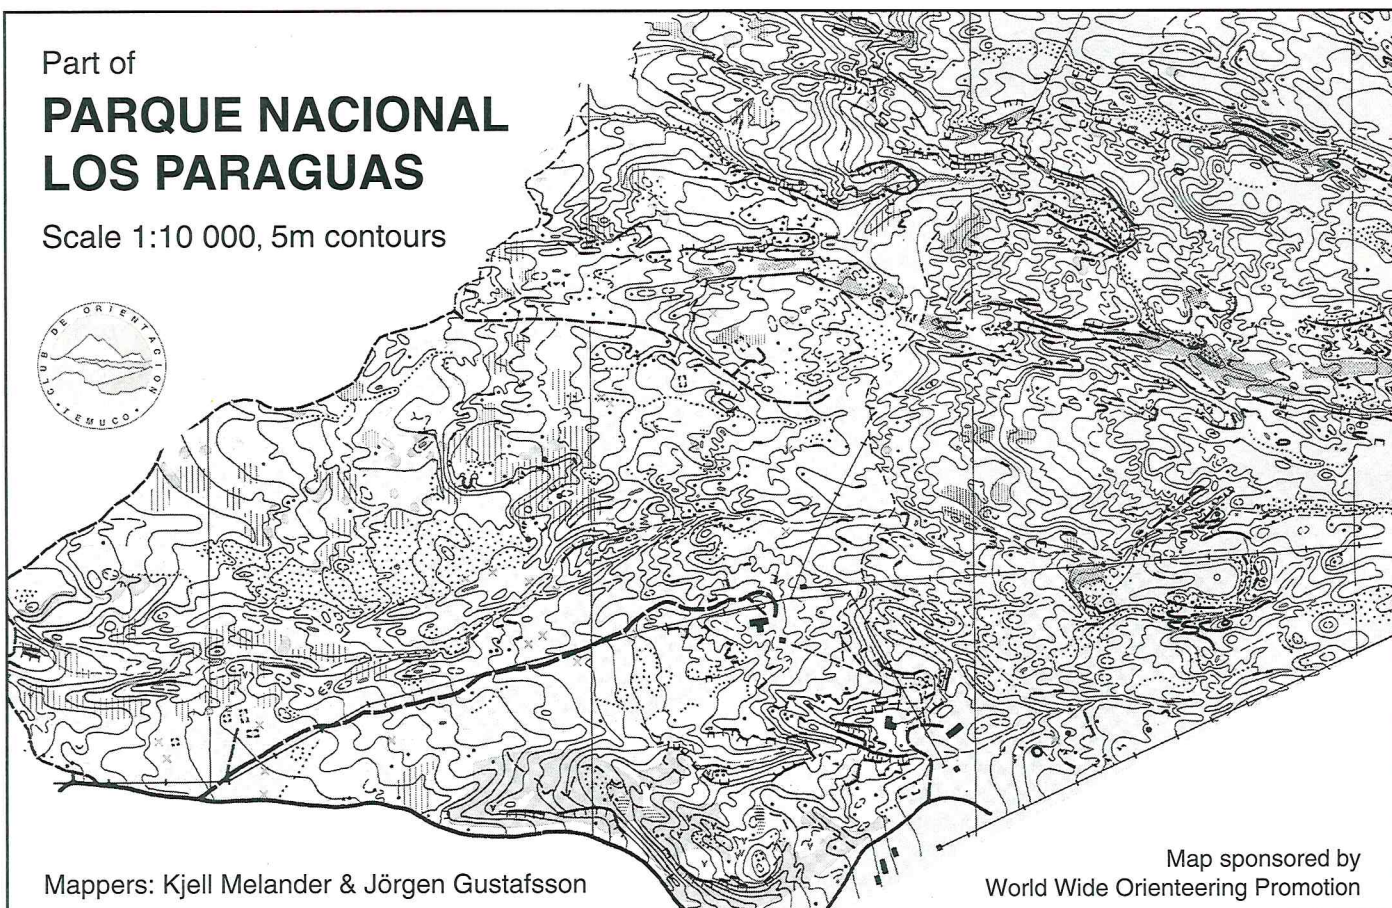 Part of
PARQUE NACIONAL
LOS PARAGUAS
Scale 1:10 000, 5m contours
CLUB DE ORIENTACION
• TEMUCO •
Mappers: Kjell Melander & Jörgen Gustafsson
Map sponsored by
World Wide Orienteering Promotion